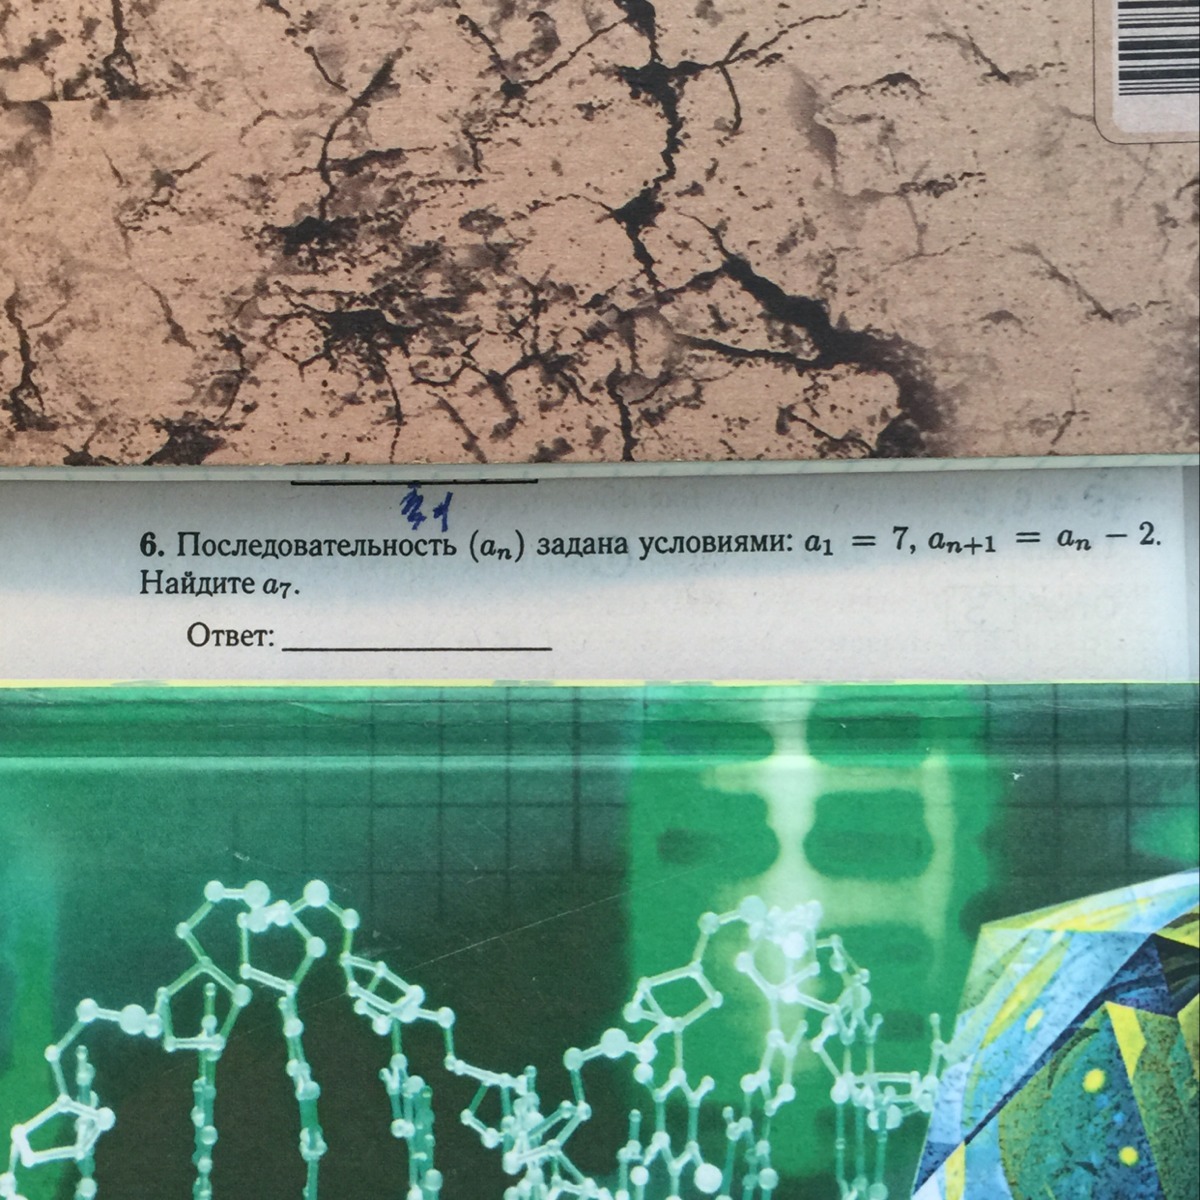 6. Последовательность (aₙ) задана условиями: a₁ = 7, aₙ₊₁ = aₙ − 2.
Найдите a₇.
Ответ: